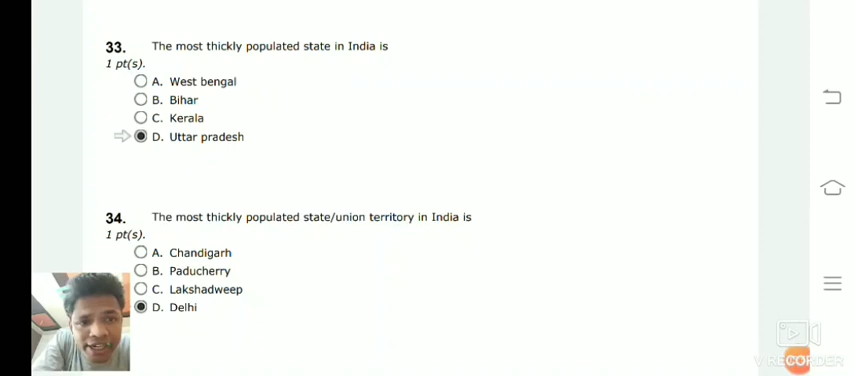 33. The most thickly populated state in India is
1 pt(s).
A. West bengal
B. Bihar
C. Kerala
D. Uttar pradesh
34. The most thickly populated state/union territory in India is
1 pt(s).
A. Chandigarh
B. Paducherry
C. Lakshadweep
D. Delhi
V RECORDER